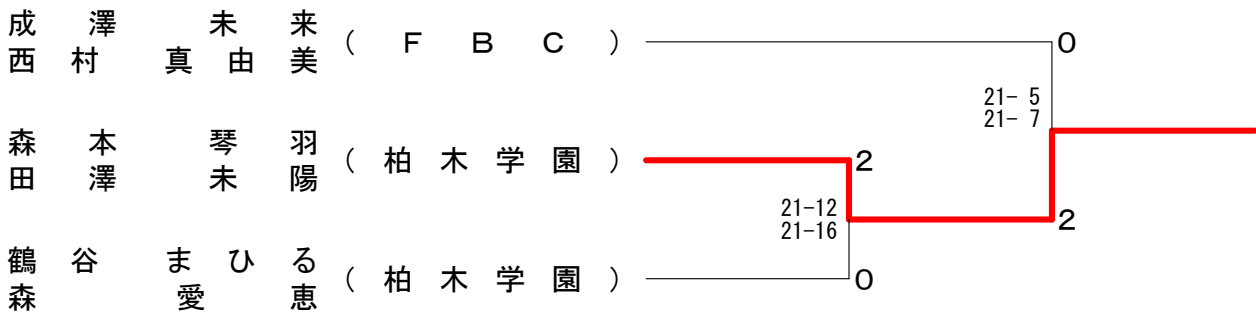 成澤 未来
西村 真由美
( FBC )
0
21- 5
21- 7
森本 琴羽
田澤 未陽
( 柏木学園 )
2
21-12
21-16
2
鶴谷 まひる
森 愛恵
( 柏木学園 )
0